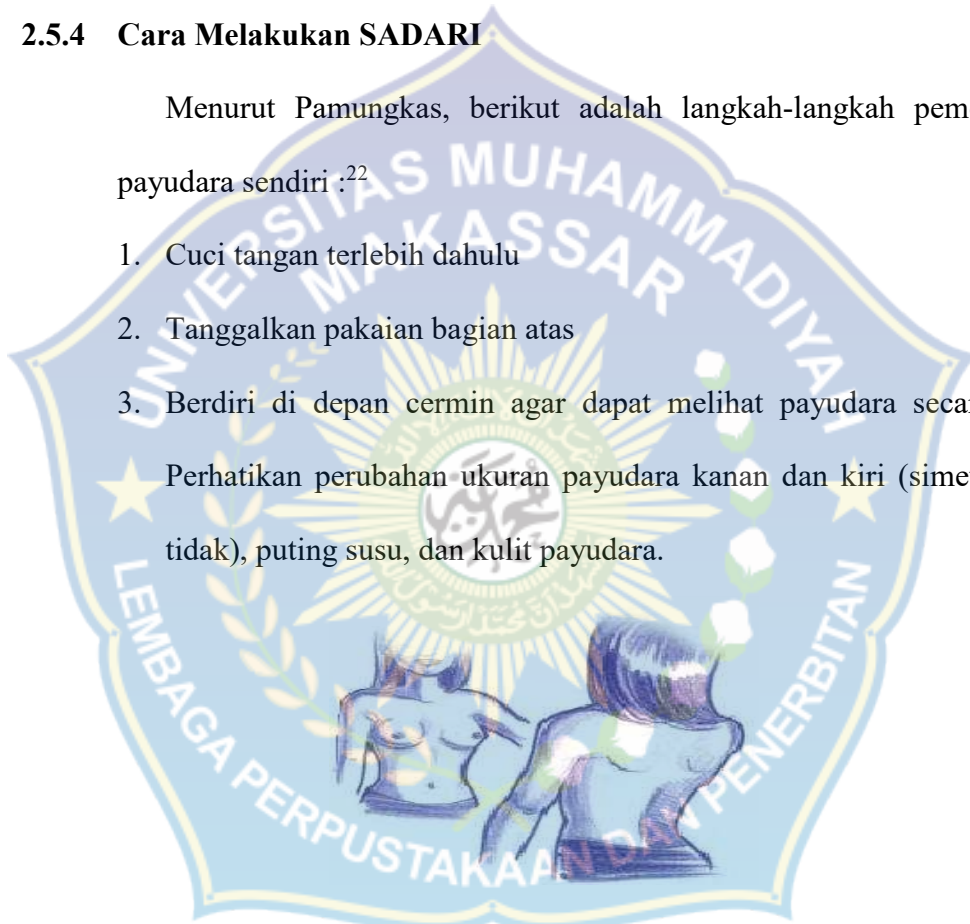 2.5.4 Cara Melakukan SADARI
Menurut Pamungkas, berikut adalah langkah-langkah pem
payudara sendiri :²²
1. Cuci tangan terlebih dahulu
2. Tanggalkan pakaian bagian atas
3. Berdiri di depan cermin agar dapat melihat payudara seca
Perhatikan perubahan ukuran payudara kanan dan kiri (sime
tidak), puting susu, dan kulit payudara.
UNIVERSITAS MUHAMMADIYAH
MAKASSAR
LEMBAGA PERPUSTAKAAN DAN PENERBITAN